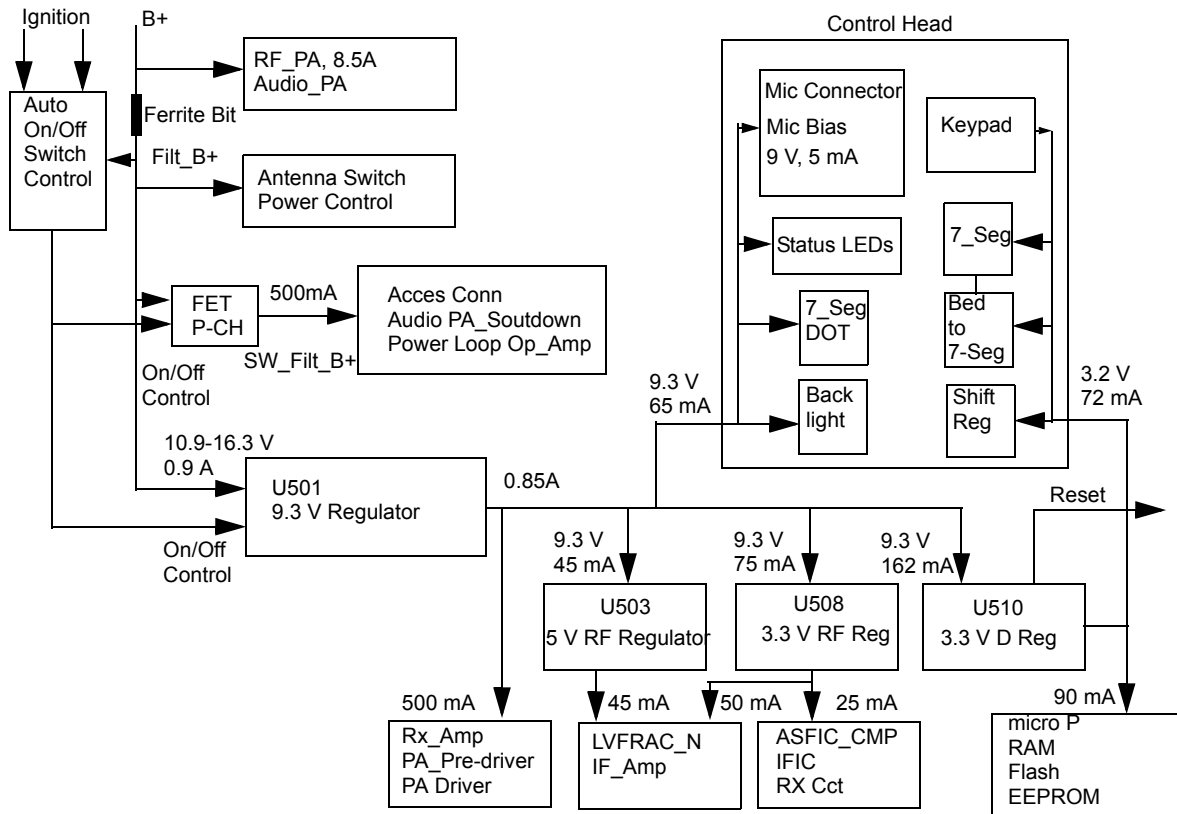 Ignition
B+
RF_PA, 8.5A
Audio_PA
Auto
On/Off
Switch
Control
Ferrite Bit
Filt_B+
Antenna Switch
Power Control
FET
P-CH
500mA
SW_Filt_B+
Acces Conn
Audio PA_Soutdown
Power Loop Op_Amp
On/Off
Control
10.9-16.3 V
0.9 A
U501
9.3 V Regulator
On/Off
Control
0.85A
Control Head
Mic Connector
Mic Bias
9 V, 5 mA
Keypad
Status LEDs
7_Seg
7_Seg
DOT
Bed
to
7-Seg
Back
light
Shift
Reg
9.3 V
65 mA
3.2 V
72 mA
Reset
9.3 V
45 mA
9.3 V
75 mA
9.3 V
162 mA
U503
5 V RF Regulator
U508
3.3 V RF Reg
U510
3.3 V D Reg
500 mA
45 mA
50 mA
25 mA
90 mA
Rx_Amp
PA_Pre-driver
PA Driver
LVFRAC_N
IF_Amp
ASFIC_CMP
IFIC
RX Cct
micro P
RAM
Flash
EEPROM